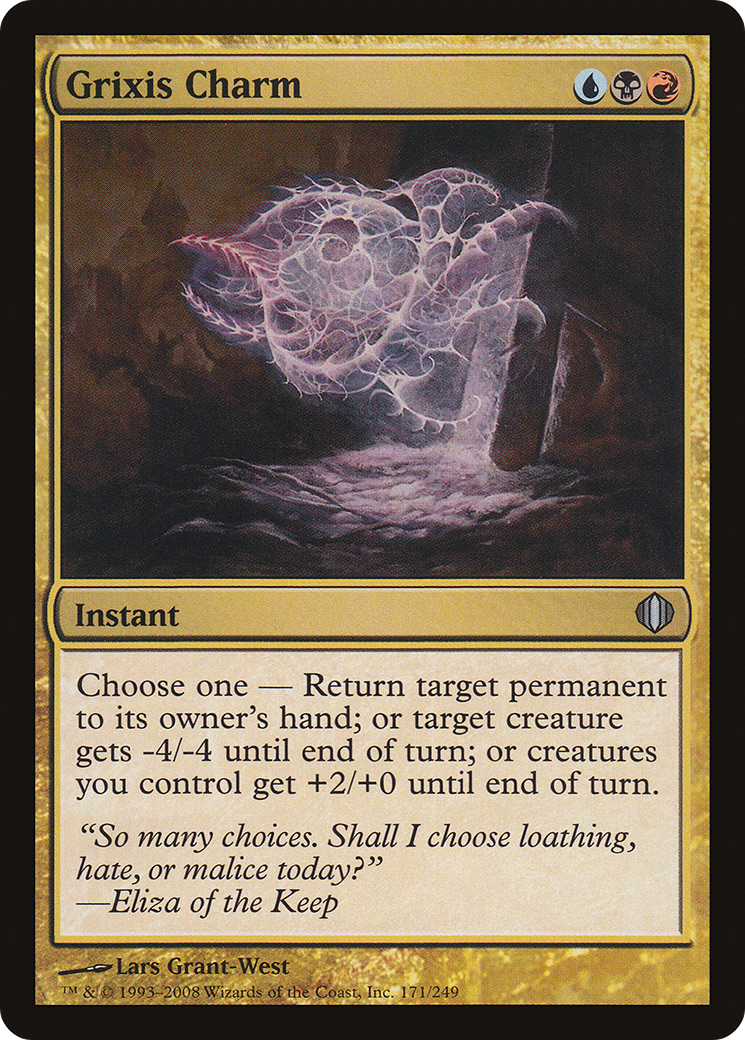 Grixis Charm
Instant
Choose one — Return target permanent
to its owner's hand; or target creature
gets -4/-4 until end of turn; or creatures
you control get +2/+0 until end of turn.
"So many choices. Shall I choose loathing,
hate, or malice today?"
—Eliza of the Keep
Lars Grant-West
™ & © 1993–2008 Wizards of the Coast, Inc. 171/249